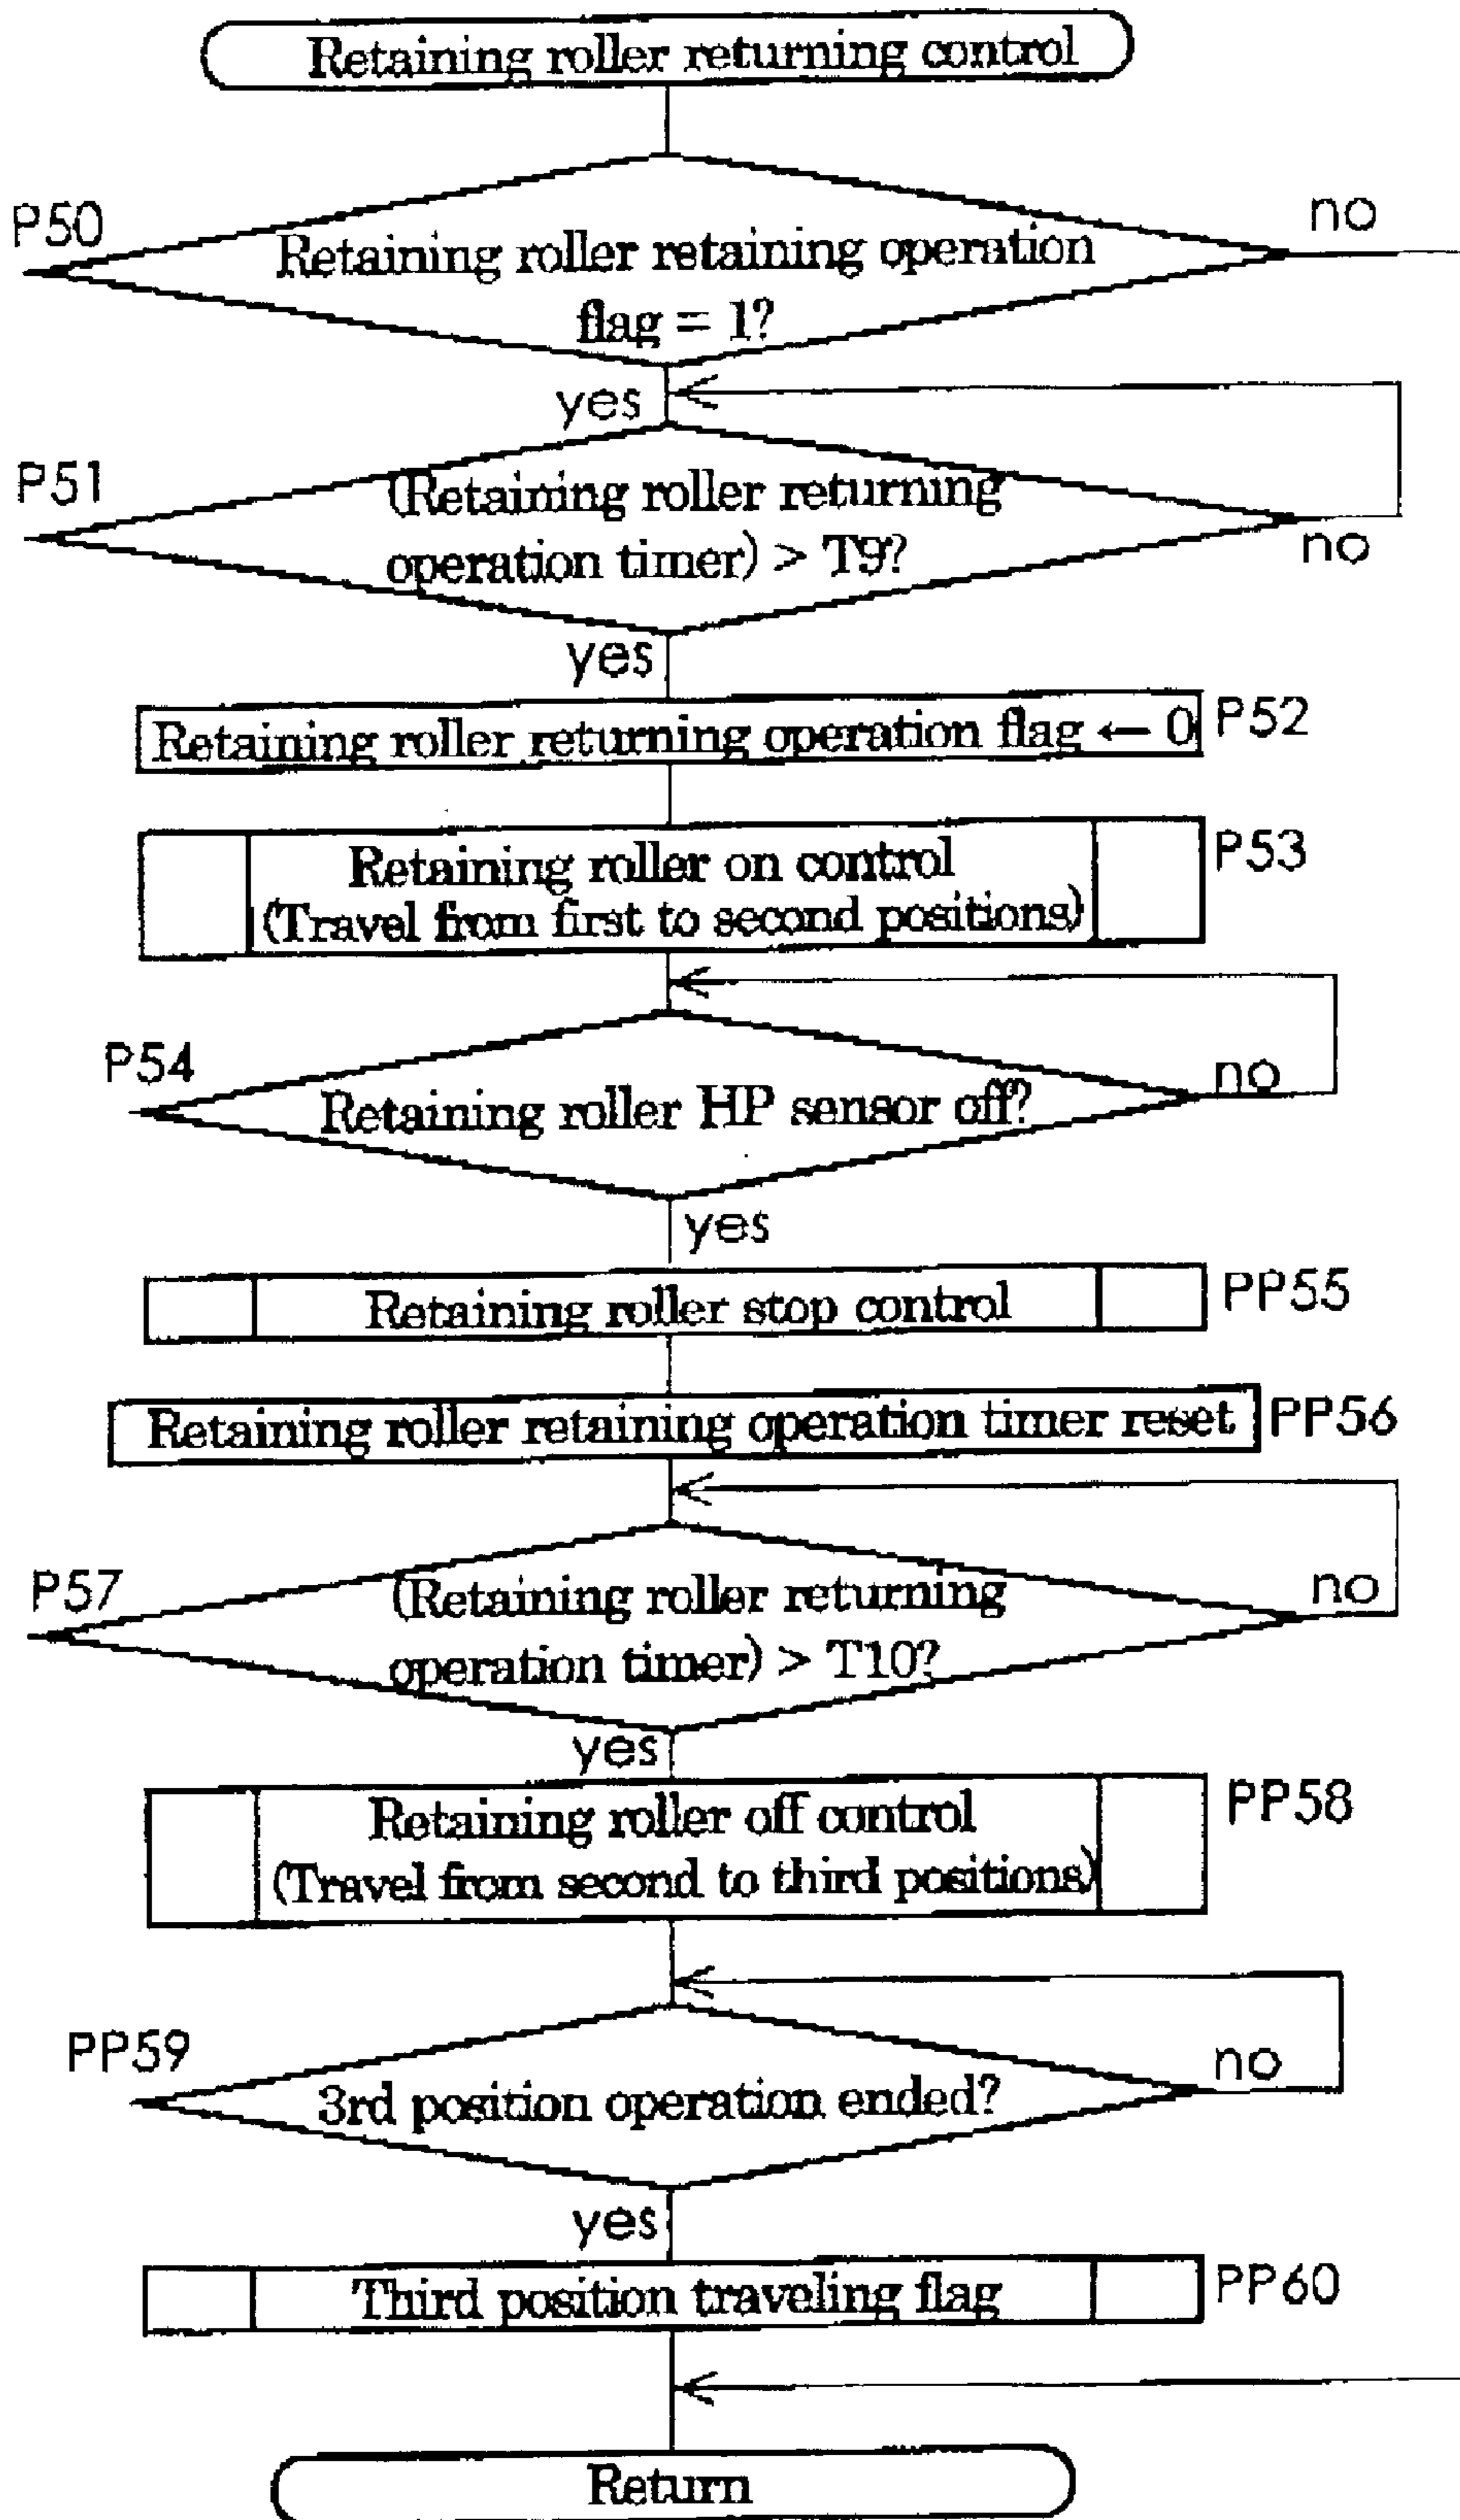 Retaining roller returning control
P50
no
Retaining roller retaining operation
flag = 1?
yes
P51
(Retaining roller returning
operation timer) > T9?
no
yes
Retaining roller returning operation flag ← 0
P52
Retaining roller on control
(Travel from first to second positions)
P53
P54
Retaining roller HP sensor off?
no
yes
Retaining roller stop control
PP55
Retaining roller retaining operation timer reset
PP56
P57
(Retaining roller returning
operation timer) > T10?
no
yes
Retaining roller off control
(Travel from second to third positions)
PP58
PP59
3rd position operation ended?
no
yes
Third position traveling flag
PP60
Return